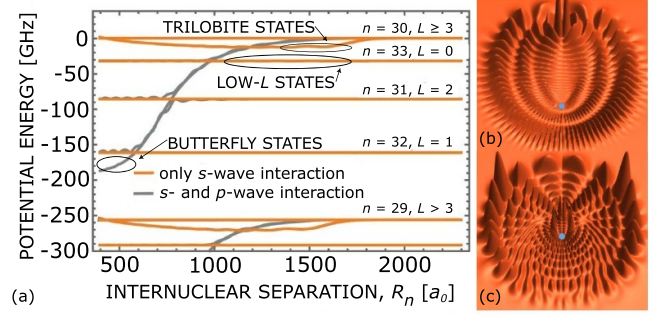 POTENTIAL ENERGY [GHz]
0
-50
-100
-150
-200
-250
-300
TRILOBITE STATES
n = 30, L ≥ 3
n = 33, L = 0
LOW-L STATES
n = 31, L = 2
BUTTERFLY STATES
n = 32, L = 1
only s-wave interaction
s- and p-wave interaction
n = 29, L > 3
500
1000
1500
2000
(a)
INTERNUCLEAR SEPARATION, Rn [a0]
(b)
(c)